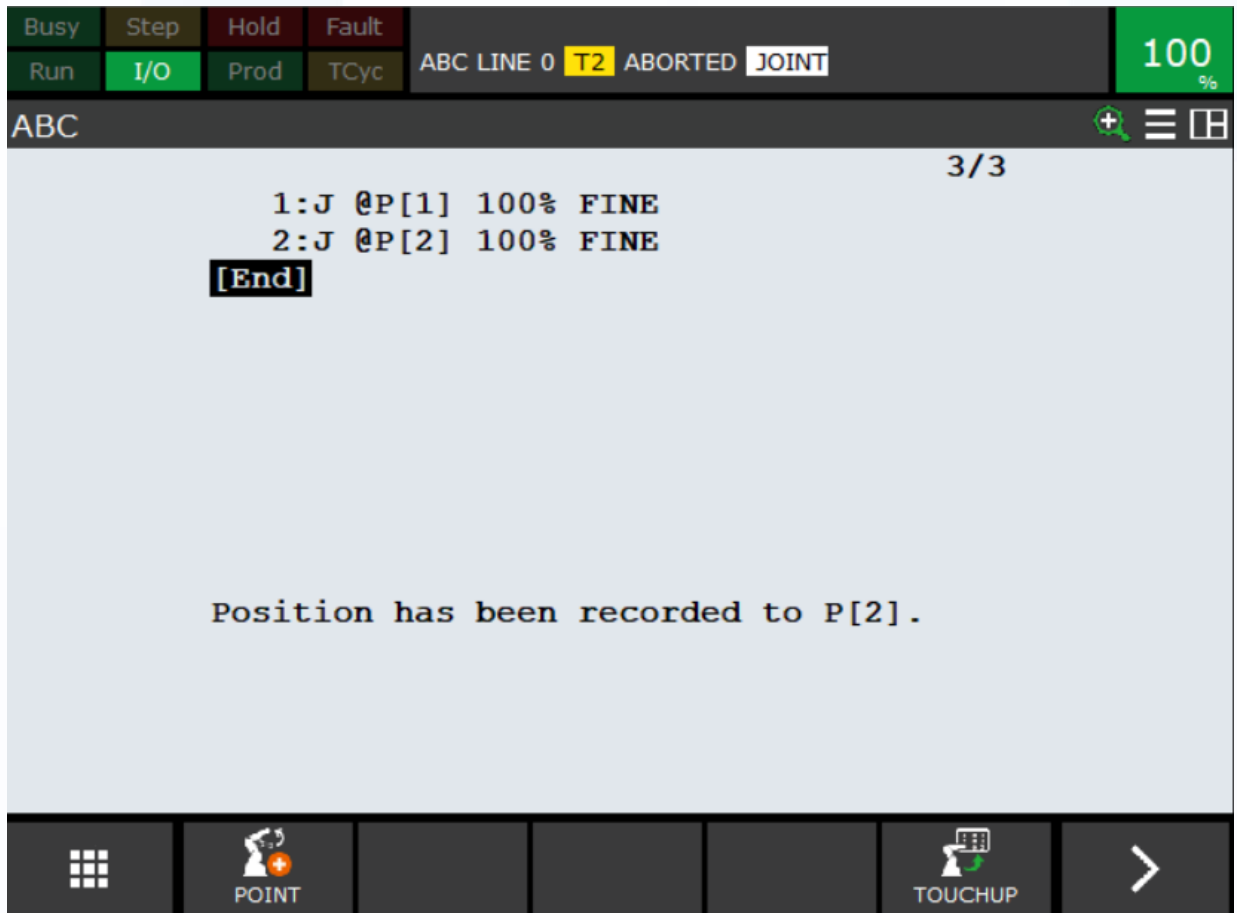 Busy Step Hold Fault
Run I/O Prod TCyc
ABC LINE 0 T2 ABORTED JOINT
100
%
ABC
3/3
1:J @P[1] 100% FINE
2:J @P[2] 100% FINE
[End]
Position has been recorded to P[2].
POINT
TOUCHUP